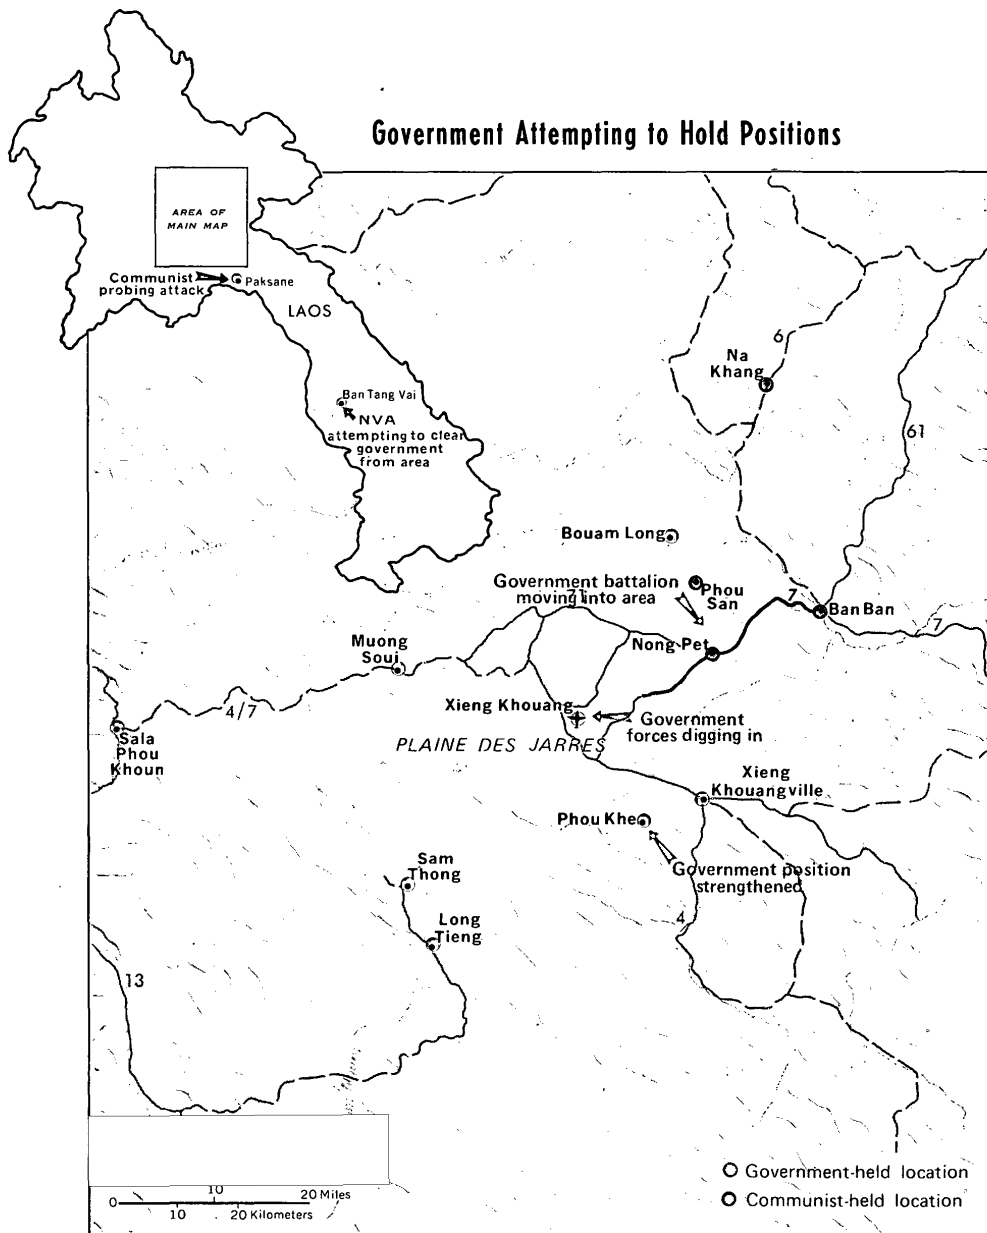 Government Attempting to Hold Positions
AREA OF
MAIN MAP
Communist
probing attack
Paksane
LAOS
Ban Tang Vai
NVA
attempting to clear
government
from area
6
Na
Khang
61
Bouam Long
Government battalion
moving into area
71
Phou
San
7
Ban Ban
7
Muong
Soui
Nong Pet
4/7
Xieng Khouang
Government
forces digging in
PLAINE DES JARRES
Sala
Phou
Khoun
Xieng
Khouangville
Phou Khe
Government position
strengthened
Sam
Thong
4
Long
Tieng
13
Government-held location
Communist-held location
0 10 20 Miles
10 20 Kilometers